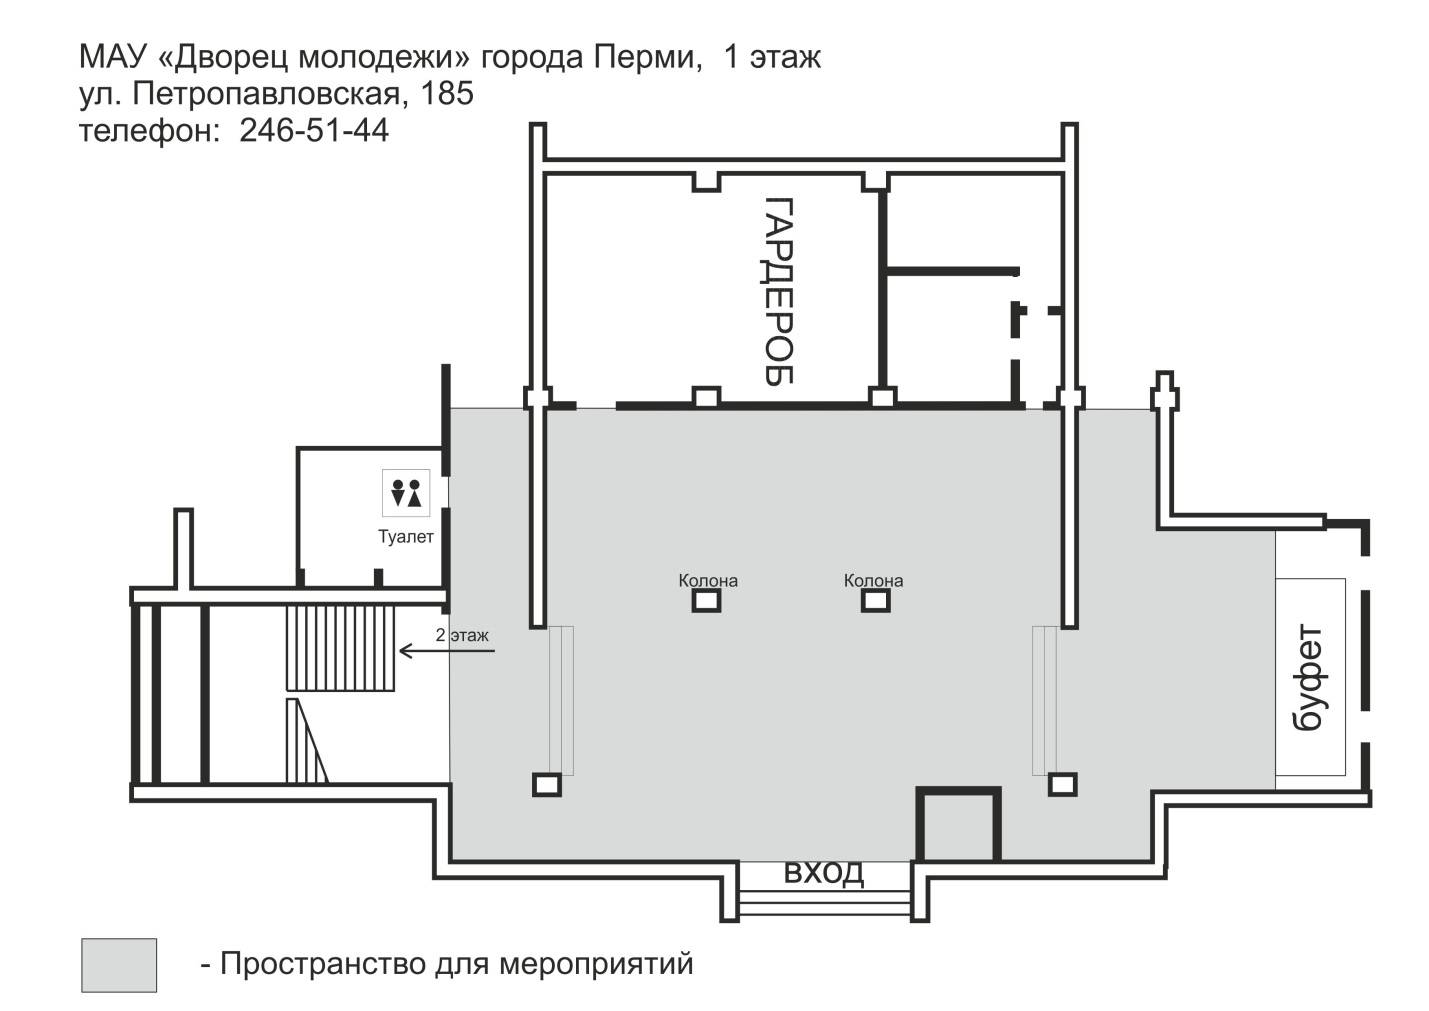 МАУ «Дворец молодежи» города Перми,  1 этаж
ул. Петропавловская, 185
телефон:  246-51-44
ГАРДЕРОБ
Туалет
Колона
Колона
2 этаж
буфет
вход
- Пространство для мероприятий